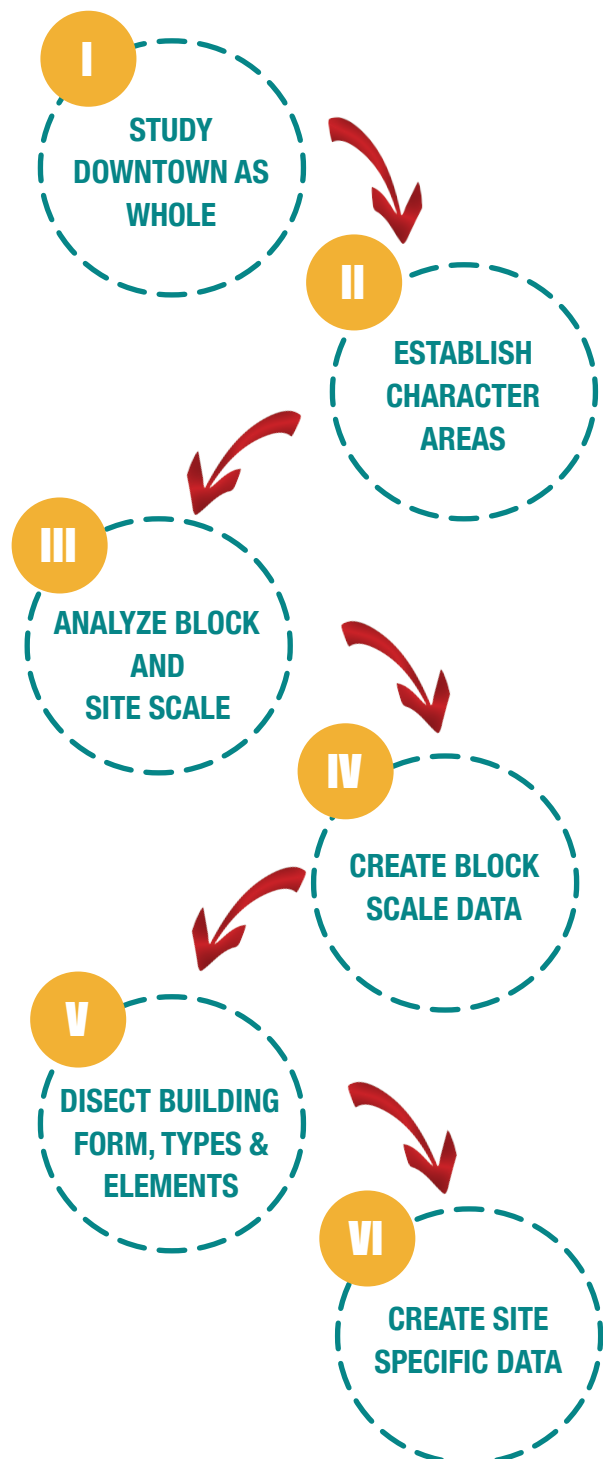 I
STUDY
DOWNTOWN AS
WHOLE
II
ESTABLISH
CHARACTER
AREAS
III
ANALYZE BLOCK
AND
SITE SCALE
IV
CREATE BLOCK
SCALE DATA
V
DISECT BUILDING
FORM, TYPES &
ELEMENTS
VI
CREATE SITE
SPECIFIC DATA